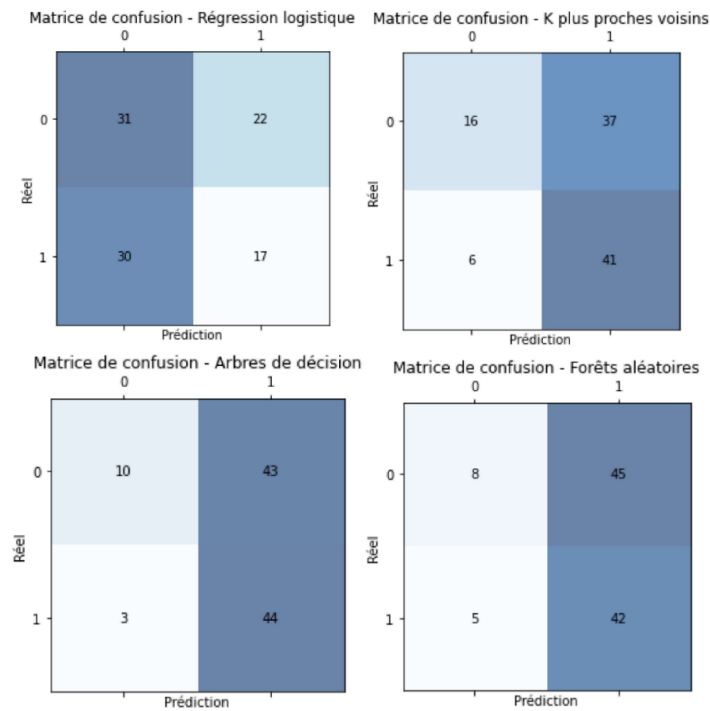 Matrice de confusion - Régression logistique
0 1
0 31 22
Réel
1 30 17
Prédiction
Matrice de confusion - K plus proches voisins
0 1
0 16 37
Réel
1 6 41
Prédiction
Matrice de confusion - Arbres de décision
0 1
0 10 43
Réel
1 3 44
Prédiction
Matrice de confusion - Forêts aléatoires
0 1
0 8 45
Réel
1 5 42
Prédiction